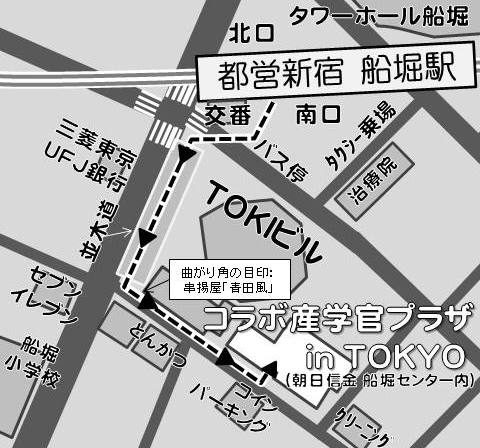 タワーホール船堀
北口
都営新宿 船堀駅
交番
南口
タクシー乗場
バス停
三菱東京
UFJ銀行
治療院
並木道
TOKIビル
曲がり角の目印:
串揚屋「吉田風」
セブン
イレブン
コラボ産学官プラザ
in TOKYO
(朝日信金 船堀センター内)
とんかつ
船堀
小学校
コイン
パーキング
クリーニング